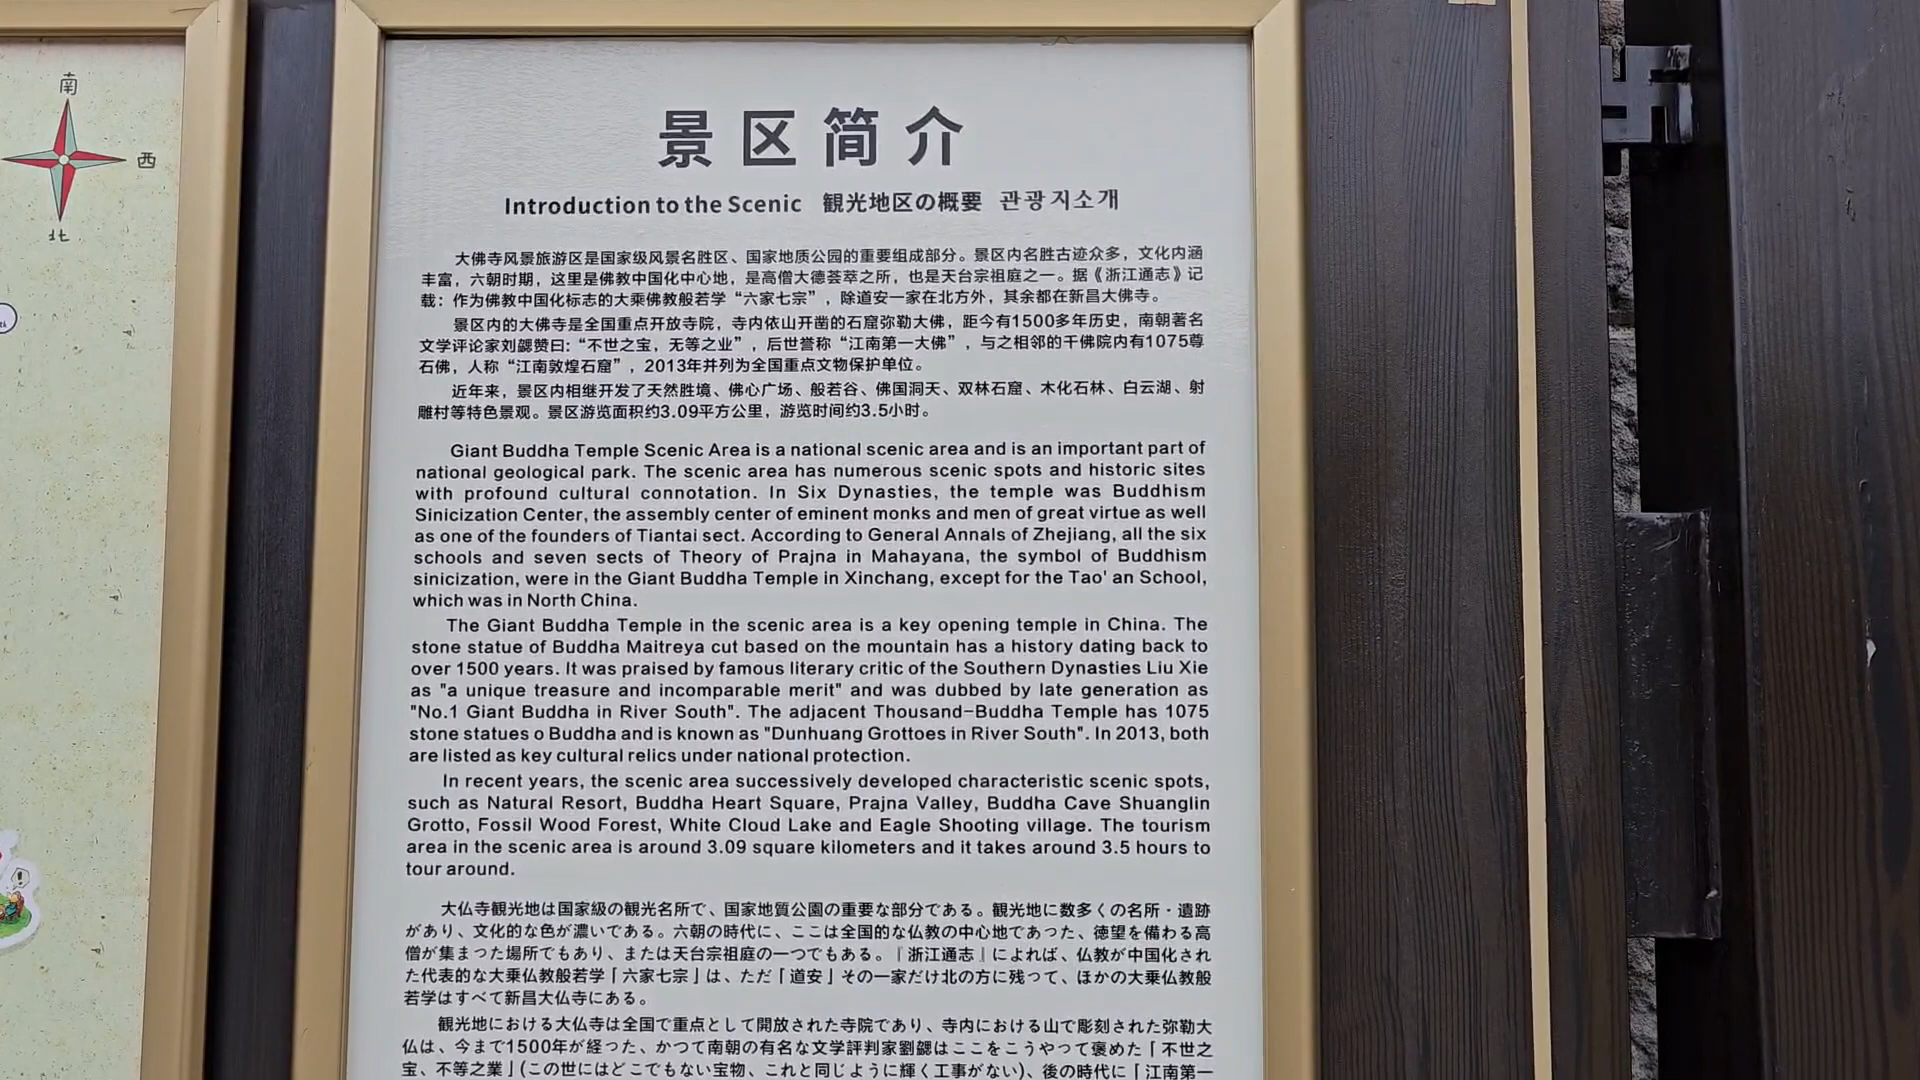 南
西
北
景区简介
Introduction to the Scenic 観光地区の概要 관광지소개
大佛寺风景旅游区是国家级风景名胜区、国家地质公园的重要组成部分。景区内名胜古迹众多，文化内涵
丰富，六朝时期，这里是佛教中国化中心地，是高僧大德荟萃之所，也是天台宗祖庭之一。据《浙江通志》记
载：作为佛教中国化标志的大乘佛教般若学“六家七宗”，除道安一家在北方外，其余都在新昌大佛寺。
景区内的大佛寺是全国重点开放寺院，寺内依山开凿的石窟弥勒大佛，距今有1500多年历史，南朝著名
文学评论家刘勰赞曰：“不世之宝，无等之业”，后世誉称“江南第一大佛”，与之相邻的千佛院内有1075尊
石佛，人称“江南敦煌石窟”，2013年并列为全国重点文物保护单位。
近年来，景区内相继开发了天然胜境、佛心广场、般若谷、佛国洞天、双林石窟、木化石林、白云湖、射
雕村等特色景观。景区游览面积约3.09平方公里，游览时间约3.5小时。
Giant Buddha Temple Scenic Area is a national scenic area and is an important part of
national geological park. The scenic area has numerous scenic spots and historic sites
with profound cultural connotation. In Six Dynasties, the temple was Buddhism
Sinicization Center, the assembly center of eminent monks and men of great virtue as well
as one of the founders of Tiantai sect. According to General Annals of Zhejiang, all the six
schools and seven sects of Theory of Prajna in Mahayana, the symbol of Buddhism
sinicization, were in the Giant Buddha Temple in Xinchang, except for the Tao' an School,
which was in North China.
The Giant Buddha Temple in the scenic area is a key opening temple in China. The
stone statue of Buddha Maitreya cut based on the mountain has a history dating back to
over 1500 years. It was praised by famous literary critic of the Southern Dynasties Liu Xie
as "a unique treasure and incomparable merit" and was dubbed by late generation as
"No.1 Giant Buddha in River South". The adjacent Thousand-Buddha Temple has 1075
stone statues o Buddha and is known as "Dunhuang Grottoes in River South". In 2013, both
are listed as key cultural relics under national protection.
In recent years, the scenic area successively developed characteristic scenic spots,
such as Natural Resort, Buddha Heart Square, Prajna Valley, Buddha Cave Shuanglin
Grotto, Fossil Wood Forest, White Cloud Lake and Eagle Shooting village. The tourism
area in the scenic area is around 3.09 square kilometers and it takes around 3.5 hours to
tour around.
大仏寺観光地は国家級の観光名所で、国家地質公園の重要な部分である。観光地に数多くの名所・遺跡
があり、文化的な色が濃いである。六朝の時代に、ここは全国的な仏教の中心地であった、徳望を備わる高
僧が集まった場所でもあり、または天台宗祖庭の一つでもある。『浙江通志』によれば、仏教が中国化され
た代表的な大乗仏教般若学「六家七宗」は、ただ「道安」その一家だけ北の方に残って、ほかの大乗仏教般
若学はすべて新昌大仏寺にある。
観光地における大仏寺は全国で重点として開放された寺院であり、寺内における山で彫刻された弥勒大
仏は、今まで1500年が経った、かつて南朝の有名な文学評判家劉勰はここをこうやって褒めた「不世之
宝、不等之業」(この世にはどこでもない宝物、これと同じように輝く工事がない)、後の時代に「江南第一